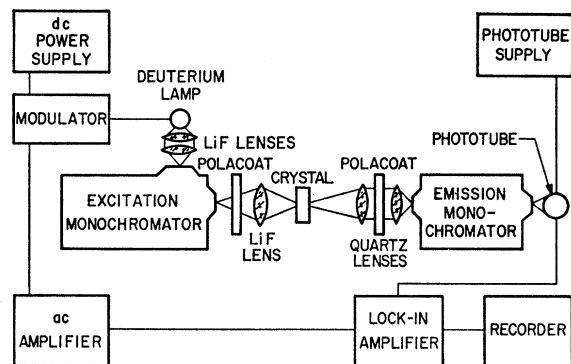 dc
POWER
SUPPLY
PHOTOTUBE
SUPPLY
DEUTERIUM
LAMP
MODULATOR
LiF LENSES
PHOTOTUBE
POLACOAT
CRYSTAL
POLACOAT
EXCITATION
MONOCHROMATOR
EMISSION
MONO-
CHROMATOR
LiF
LENS
QUARTZ
LENSES
ac
AMPLIFIER
LOCK-IN
AMPLIFIER
RECORDER